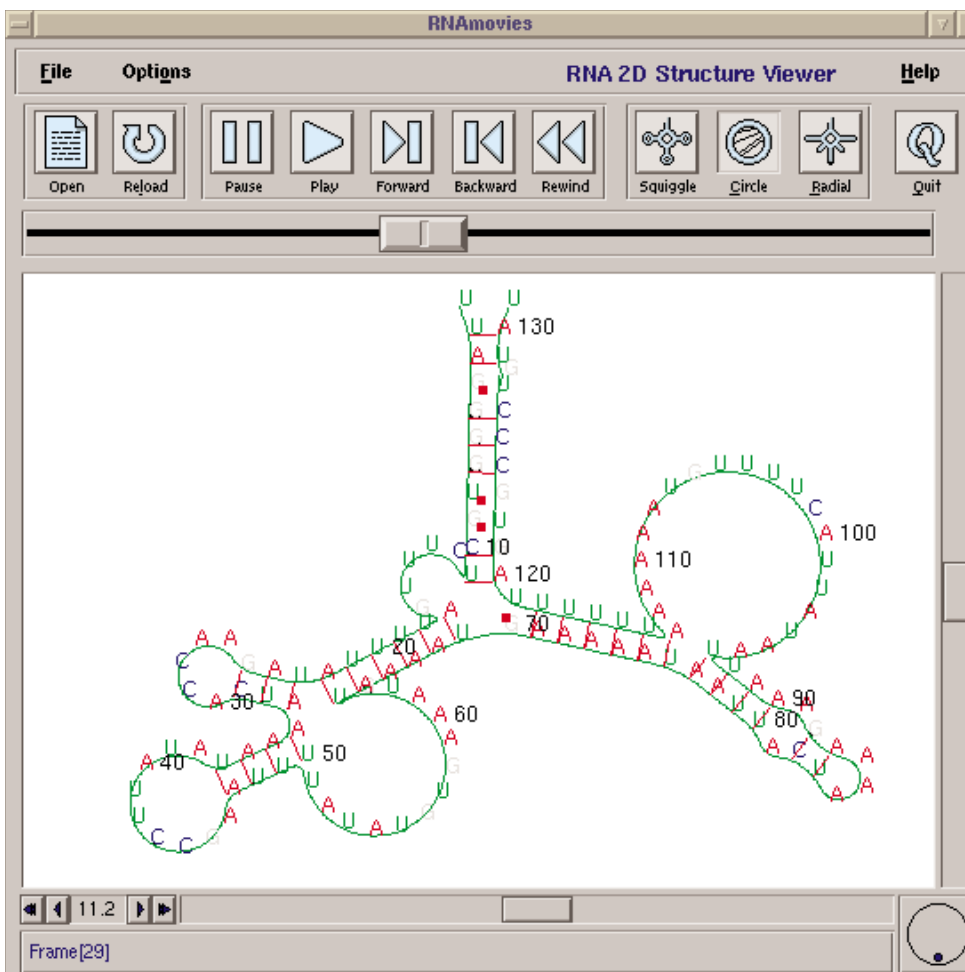 RNAmovies
File Options RNA 2D Structure Viewer Help
Open Reload Pause Play Forward Backward Rewind Squiggle Circle Radial Quit
U U
U A 130
A U
G G
U
G C
G C
G C
U G
G U
C C 10
U A 120
U U
G U
A
U U U U U U
G 70
A A A A A U
U U U 20
A A A U
A A
C G A U A U
C A 30 C U A
U A A 60
A
G
U
G
U
A
U
A
U
U 50
A
A A A U
U
A 40
U
U
C C G A
A U U U
A
A
A 110
A
A
U G U U U U
C
A 100
U
U
A
U
A
A
U U
A A
A A 90
U U 80
A G
A C
U A
A A
A
11.2
Frame[29]